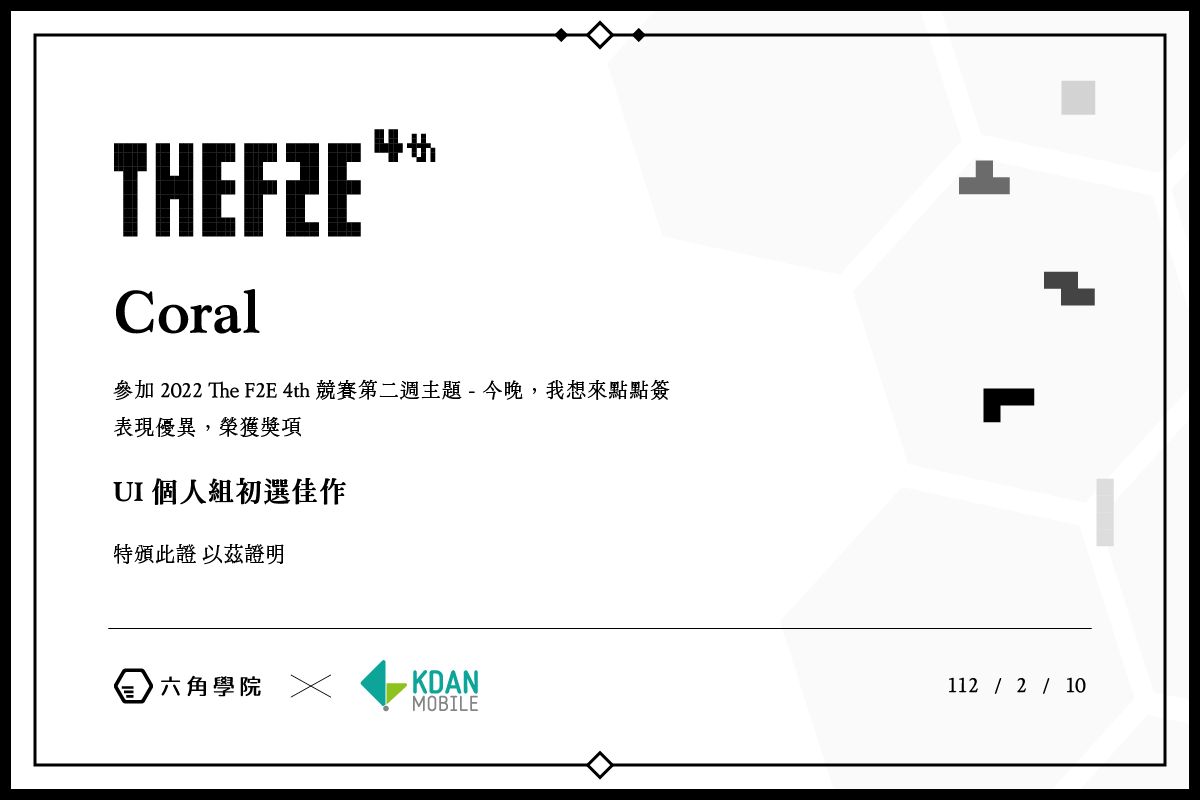 THEF2E 4th
Coral
參加 2022 The F2E 4th 競賽第二週主題 - 今晚，我想來點點簽
表現優異，榮獲獎項
UI 個人組初選佳作
特頒此證 以茲證明
六角學院
KDAN
MOBILE
112 / 2 / 10